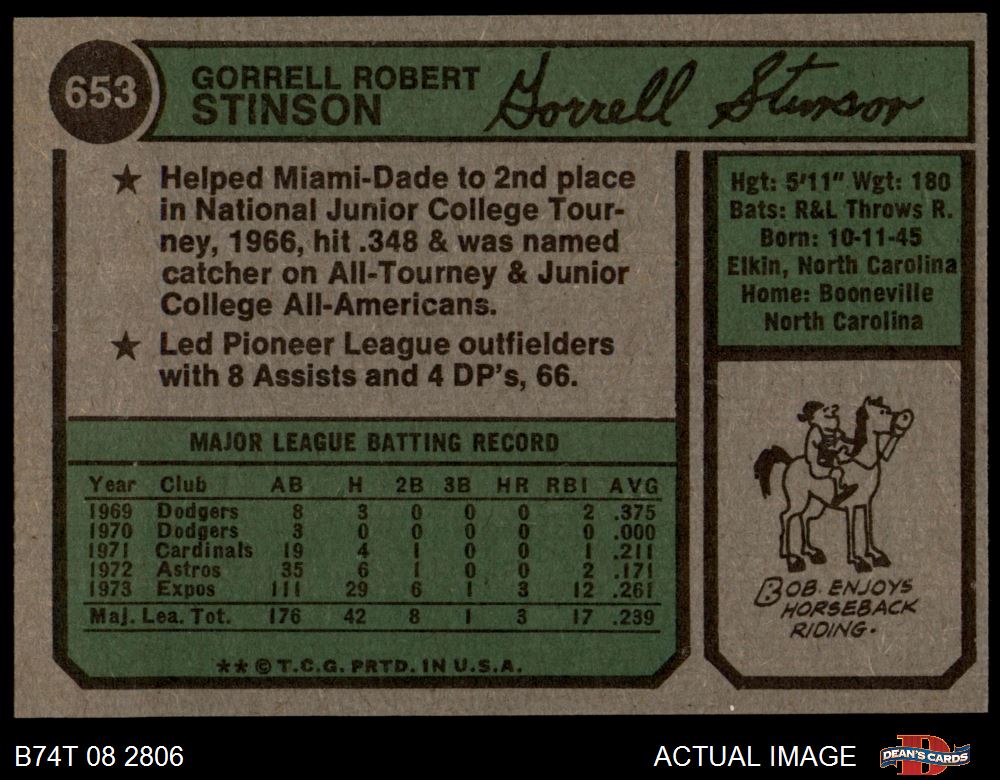 653
GORRELL ROBERT
STINSON
Gorrell Stinson
★ Helped Miami-Dade to 2nd place
in National Junior College Tour-
ney, 1966, hit .348 & was named
catcher on All-Tourney & Junior
College All-Americans.
★ Led Pioneer League outfielders
with 8 Assists and 4 DP's, 66.
Hgt: 5'11" Wgt: 180
Bats: R&L Throws R.
Born: 10-11-45
Elkin, North Carolina
Home: Booneville
North Carolina
MAJOR LEAGUE BATTING RECORD
Year Club AB H 2B 3B HR RBI AVG
1969 Dodgers 8 3 0 0 0 2 .375
1970 Dodgers 3 0 0 0 0 0 .000
1971 Cardinals 19 4 1 0 0 1 .211
1972 Astros 35 6 1 0 0 2 .171
1973 Expos 111 29 6 1 3 12 .261
Maj. Lea. Tot. 176 42 8 1 3 17 .239
** © T.C.G. PRTD. IN U.S.A.
BOB ENJOYS
HORSEBACK
RIDING.
B74T 08 2806
ACTUAL IMAGE
D
DEAN'S CARDS